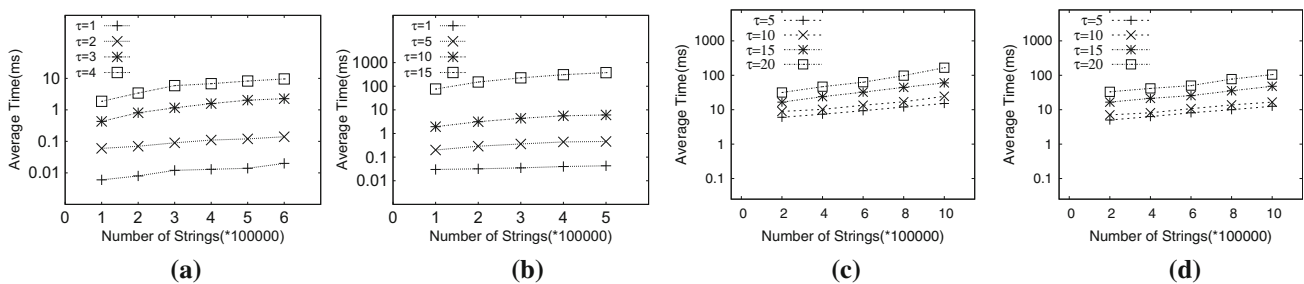 τ=1
τ=2
τ=3
τ=4
10
1
0.1
0.01
0 1 2 3 4 5 6
Average Time(ms)
Number of Strings(*100000)
(a)
τ=1
τ=5
τ=10
τ=15
1000
100
10
1
0.1
0.01
0 1 2 3 4 5
Average Time(ms)
Number of Strings(*100000)
(b)
τ=5
τ=10
τ=15
τ=20
1000
100
10
1
0.1
0 2 4 6 8 10
Average Time(ms)
Number of Strings(*100000)
(c)
τ=5
τ=10
τ=15
τ=20
1000
100
10
1
0.1
0 2 4 6 8 10
Average Time(ms)
Number of Strings(*100000)
(d)